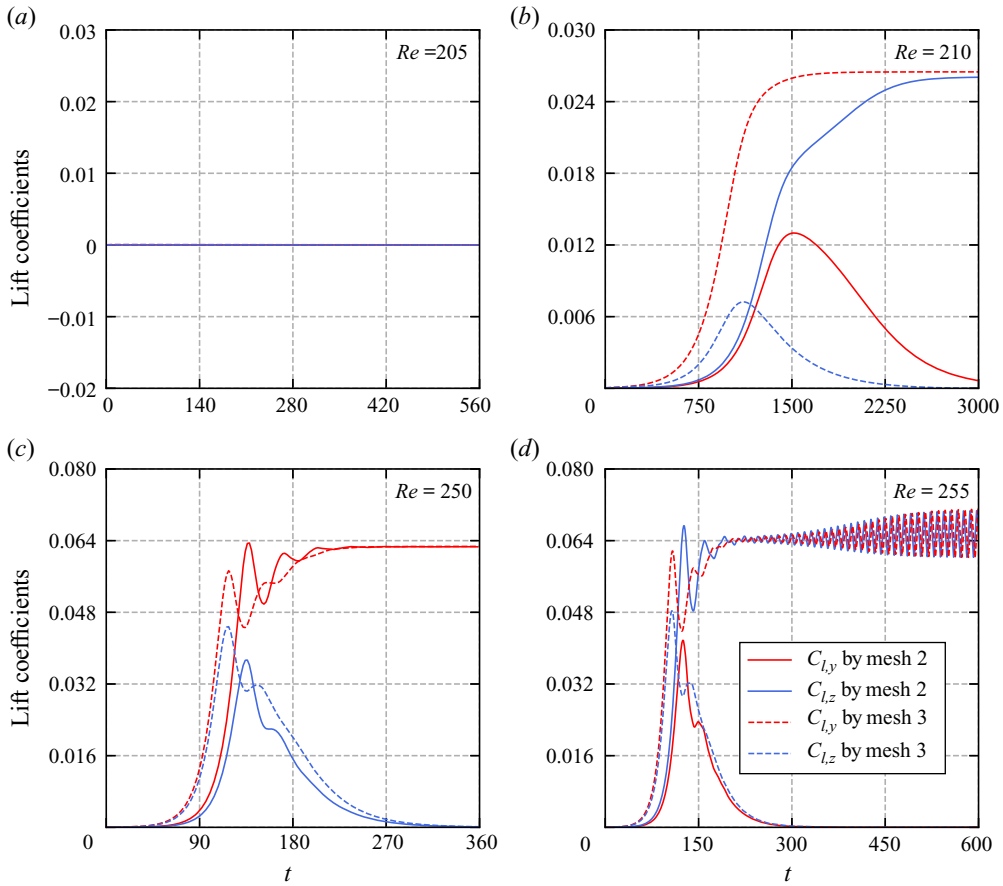 (a)
Re =205
Lift coefficients
0.03
0.02
0.01
0
−0.01
−0.02
0
140
280
420
560
(b)
Re = 210
0.030
0.024
0.018
0.012
0.006
0
750
1500
2250
3000
(c)
Re = 250
Lift coefficients
0.080
0.064
0.048
0.032
0.016
0
90
180
270
360
t
(d)
Re = 255
0.080
0.064
0.048
0.032
0.016
0
150
300
450
600
t
C_{l,y} by mesh 2
C_{l,z} by mesh 2
C_{l,y} by mesh 3
C_{l,z} by mesh 3